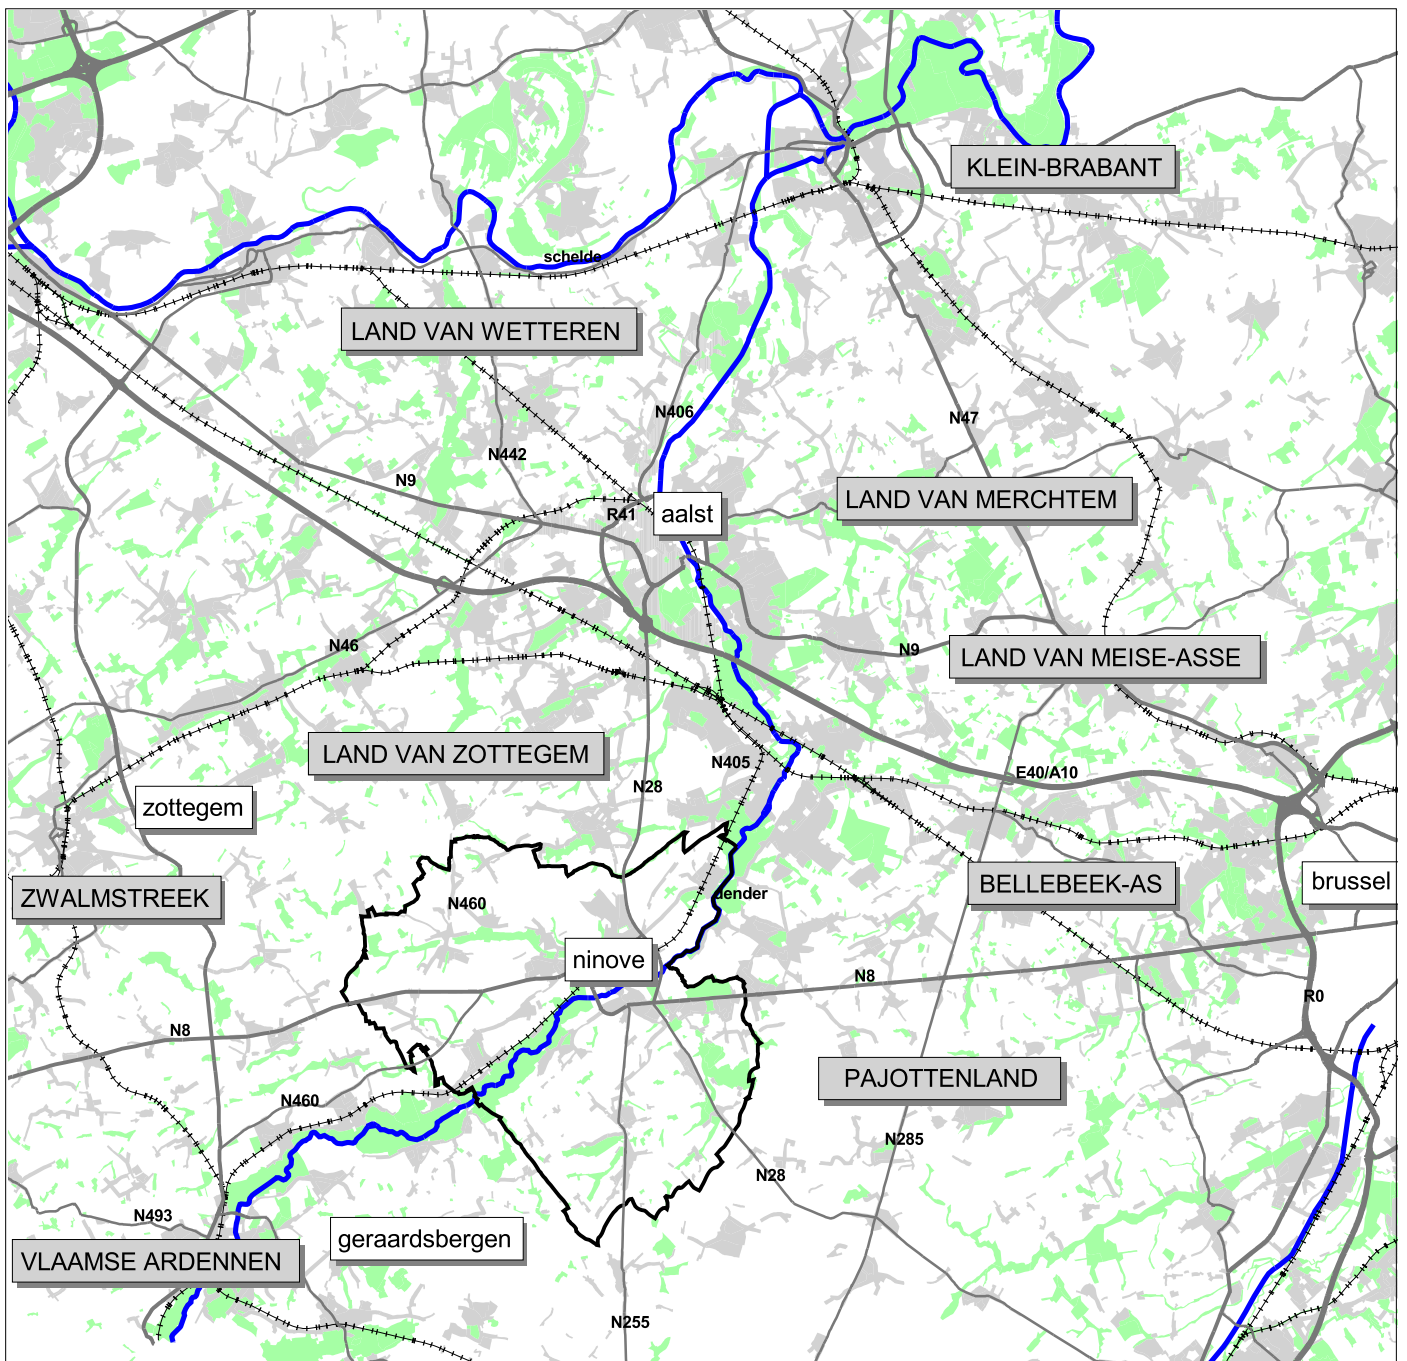 KLEIN-BRABANT
schelde
LAND VAN WETTEREN
N406
N47
N442
N9
LAND VAN MERCHTEM
R41
aalst
N46
N9
LAND VAN MEISE-ASSE
LAND VAN ZOTTEGEM
N405
E40/A10
N28
zottegem
ZWALMSTREEK
BELLEBEEK-AS
brussel
dender
N460
ninove
N8
R0
N8
PAJOTTENLAND
N460
N285
N28
N493
geraardsbergen
VLAAMSE ARDENNEN
N255